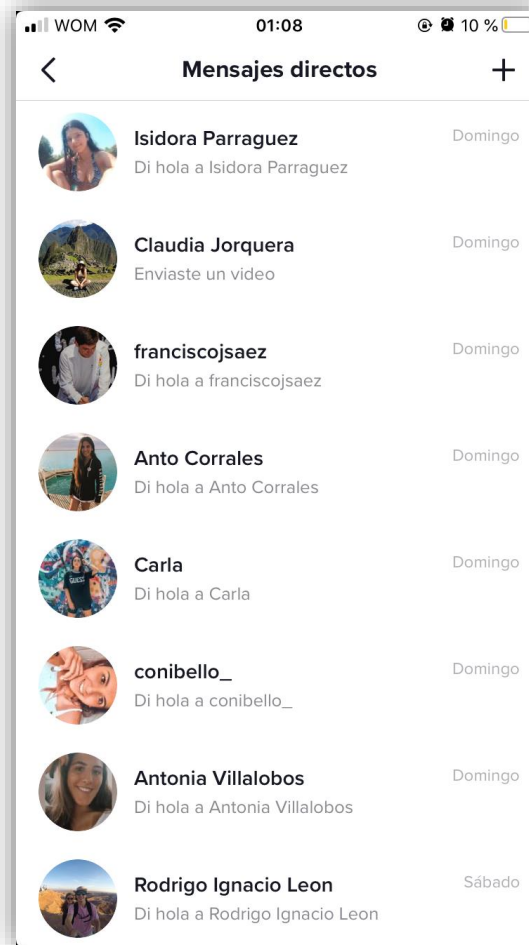 WOM 01:08 10 %
Mensajes directos
Isidora Parraguez Domingo
Di hola a Isidora Parraguez
Claudia Jorquera Domingo
Enviaste un video
franciscojsaez Domingo
Di hola a franciscojsaez
Anto Corrales Domingo
Di hola a Anto Corrales
Carla Domingo
Di hola a Carla
conibello_ Domingo
Di hola a conibello_
Antonia Villalobos Domingo
Di hola a Antonia Villalobos
Rodrigo Ignacio Leon Sábado
Di hola a Rodrigo Ignacio Leon